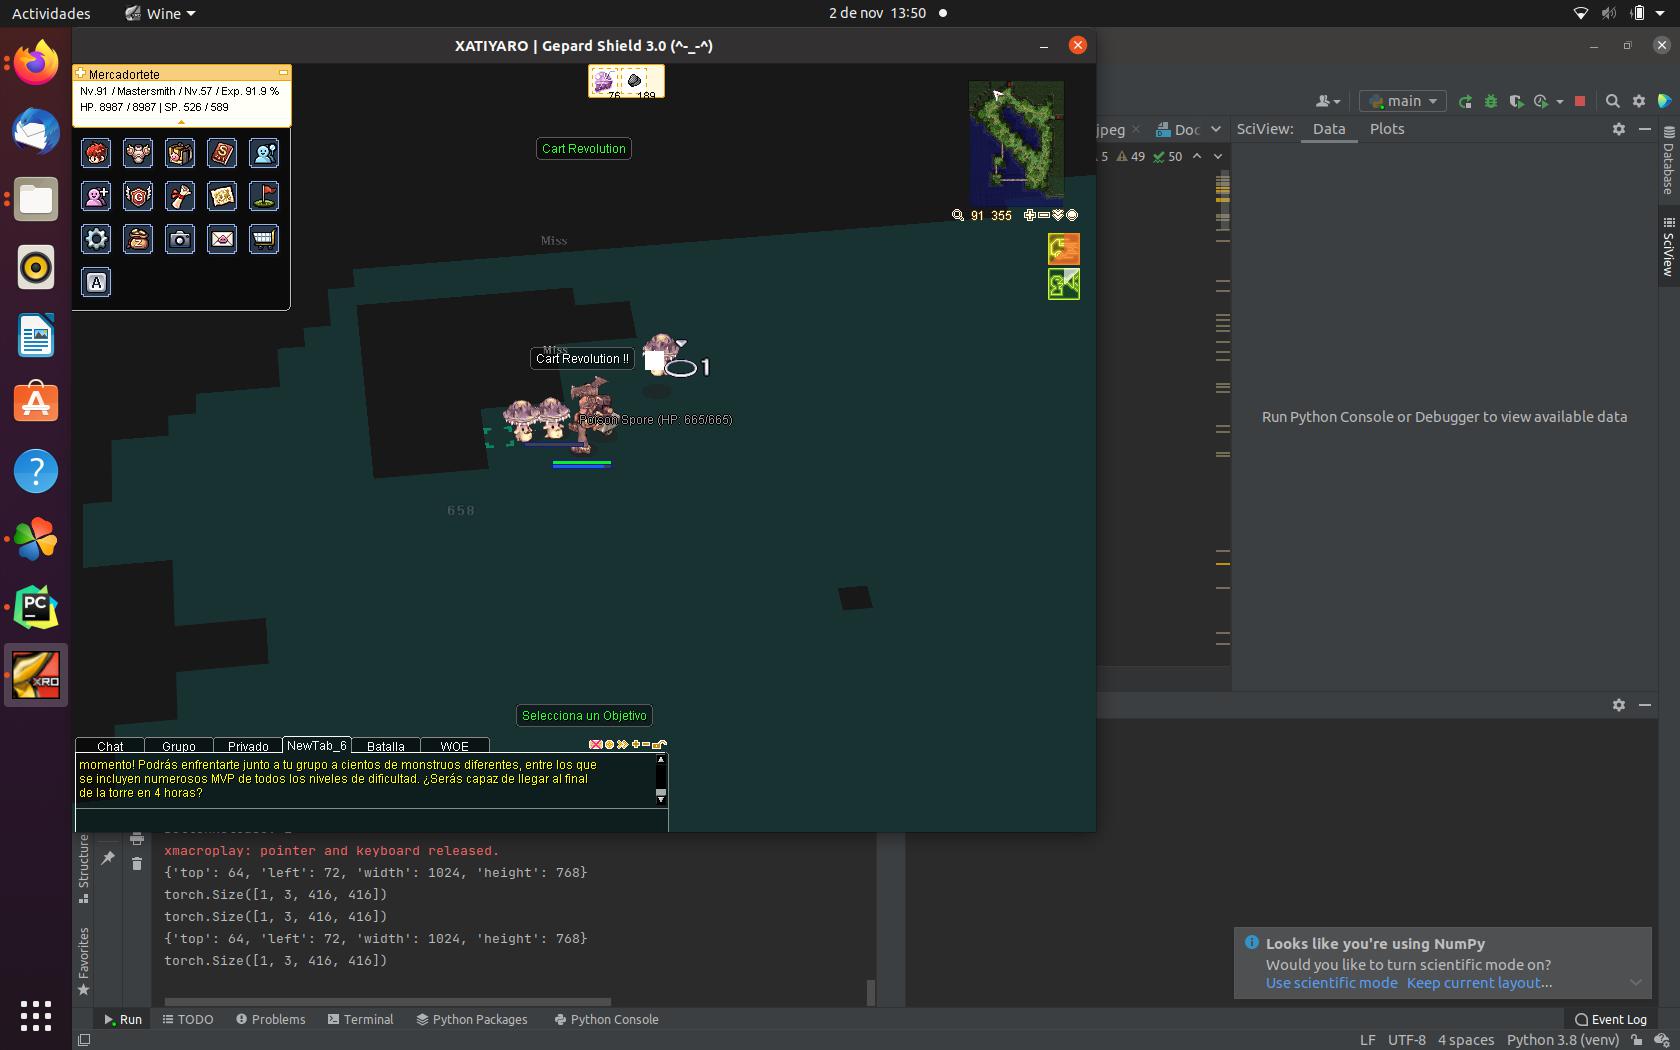 Actividades
Wine
2 de nov 13:50
XATIYARO | Gepard Shield 3.0 (^-_-^)
Mercadortete
Nv.91 / Mastersmith / Nv.57 / Exp. 91.9 %
HP. 8987 / 8987 | SP. 526 / 589
G
S
Z
A
76
189
Cart Revolution
91 355
Miss
Miss
Cart Revolution !!
1
Poison Spore (HP: 665/665)
658
Selecciona un Objetivo
Chat
Grupo
Privado
NewTab_6
Batalla
WOE
momento! Podrás enfrentarte junto a tu grupo a cientos de monstruos diferentes, entre los que
se incluyen numerosos MVP de todos los niveles de dificultad. ¿Serás capaz de llegar al final
de la torre en 4 horas?
main
jpeg
Doc
SciView:
Data
Plots
5
49
50
Database
SciView
Run Python Console or Debugger to view available data
PC
XRO
Structure
Favorites
xmacroplay: pointer and keyboard released.
{'top': 64, 'left': 72, 'width': 1024, 'height': 768}
torch.Size([1, 3, 416, 416])
torch.Size([1, 3, 416, 416])
{'top': 64, 'left': 72, 'width': 1024, 'height': 768}
torch.Size([1, 3, 416, 416])
Looks like you're using NumPy
Would you like to turn scientific mode on?
Use scientific mode Keep current layout...
Run
TODO
Problems
Terminal
Python Packages
Python Console
Event Log
LF
UTF-8
4 spaces
Python 3.8 (venv)